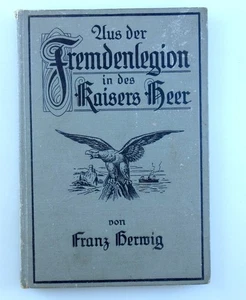 Aus der
Fremdenlegion
in des
Kaisers Heer
von
Franz Herwig